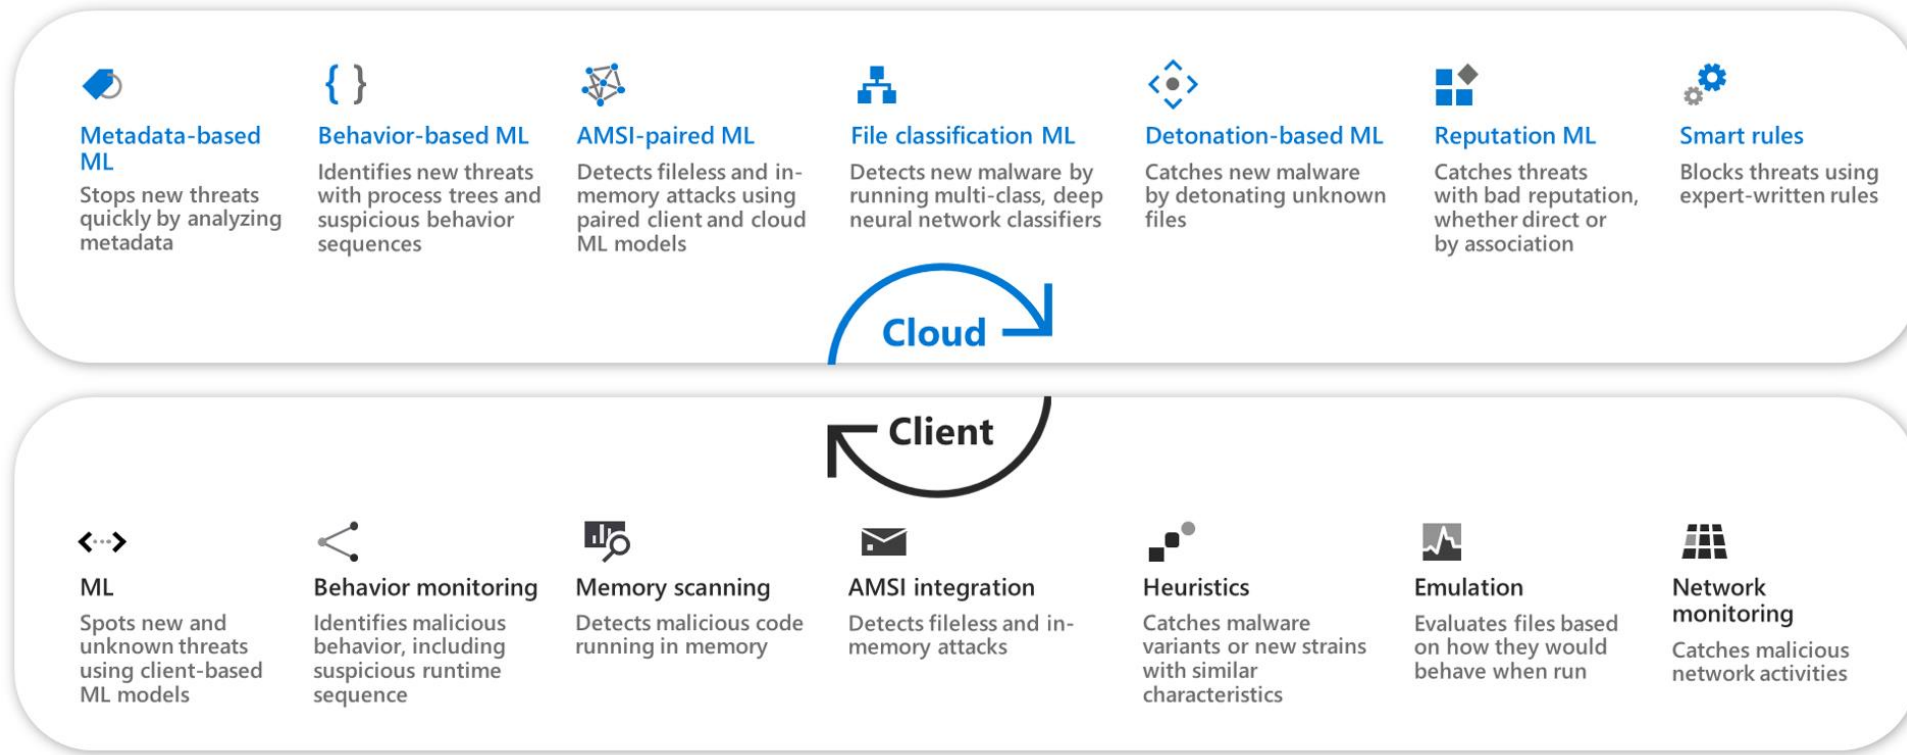 Metadata-based
ML
Stops new threats
quickly by analyzing
metadata
Behavior-based ML
Identifies new threats
with process trees and
suspicious behavior
sequences
AMSI-paired ML
Detects fileless and in-
memory attacks using
paired client and cloud
ML models
File classification ML
Detects new malware by
running multi-class, deep
neural network classifiers
Detonation-based ML
Catches new malware
by detonating unknown
files
Reputation ML
Catches threats
with bad reputation,
whether direct or
by association
Smart rules
Blocks threats using
expert-written rules
Cloud
Client
ML
Spots new and
unknown threats
using client-based
ML models
Behavior monitoring
Identifies malicious
behavior, including
suspicious runtime
sequence
Memory scanning
Detects malicious code
running in memory
AMSI integration
Detects fileless and in-
memory attacks
Heuristics
Catches malware
variants or new strains
with similar
characteristics
Emulation
Evaluates files based
on how they would
behave when run
Network
monitoring
Catches malicious
network activities